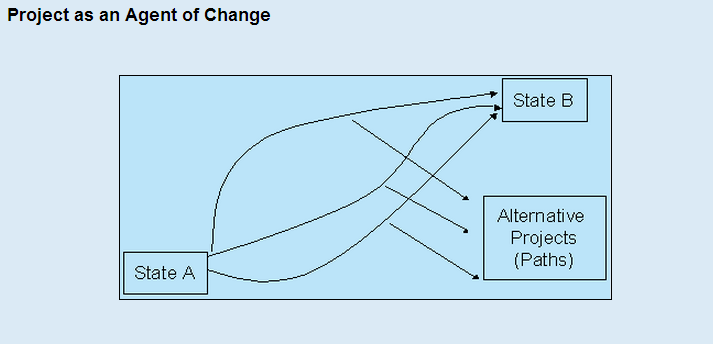 Project as an Agent of Change
State B
Alternative
Projects
(Paths)
State A